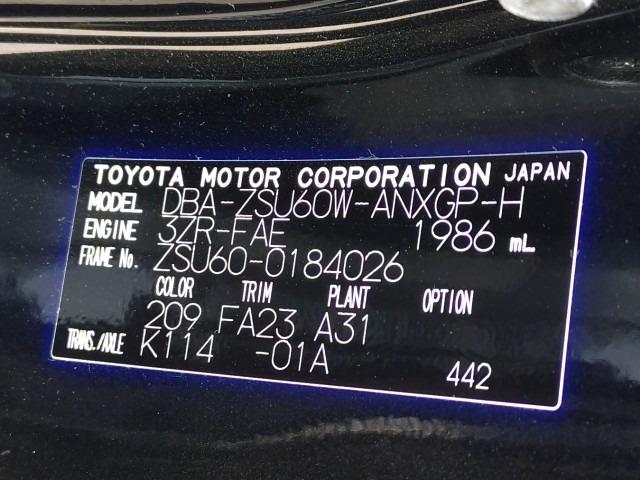 TOYOTA MOTOR CORPORATION JAPAN
MODEL DBA-ZSU60W-ANXGP-H
ENGINE 3ZR-FAE 1986 mL
FRAME No. ZSU60-0184026
COLOR TRIM PLANT OPTION
209 FA23 A31
TRANS./AXLE K114 -01A
442